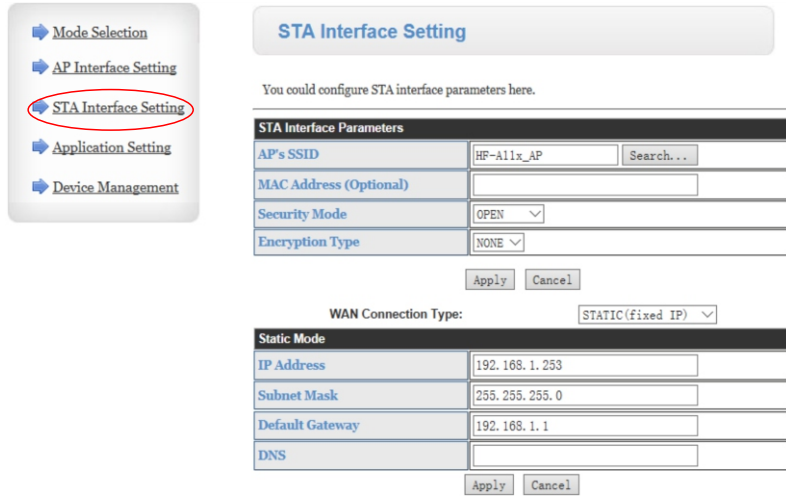 Mode Selection
AP Interface Setting
STA Interface Setting
Application Setting
Device Management
STA Interface Setting
You could configure STA interface parameters here.
STA Interface Parameters
AP's SSID HF-A11x_AP Search...
MAC Address (Optional)
Security Mode OPEN
Encryption Type NONE
Apply Cancel
WAN Connection Type: STATIC(fixed IP)
Static Mode
IP Address 192.168.1.253
Subnet Mask 255.255.255.0
Default Gateway 192.168.1.1
DNS
Apply Cancel